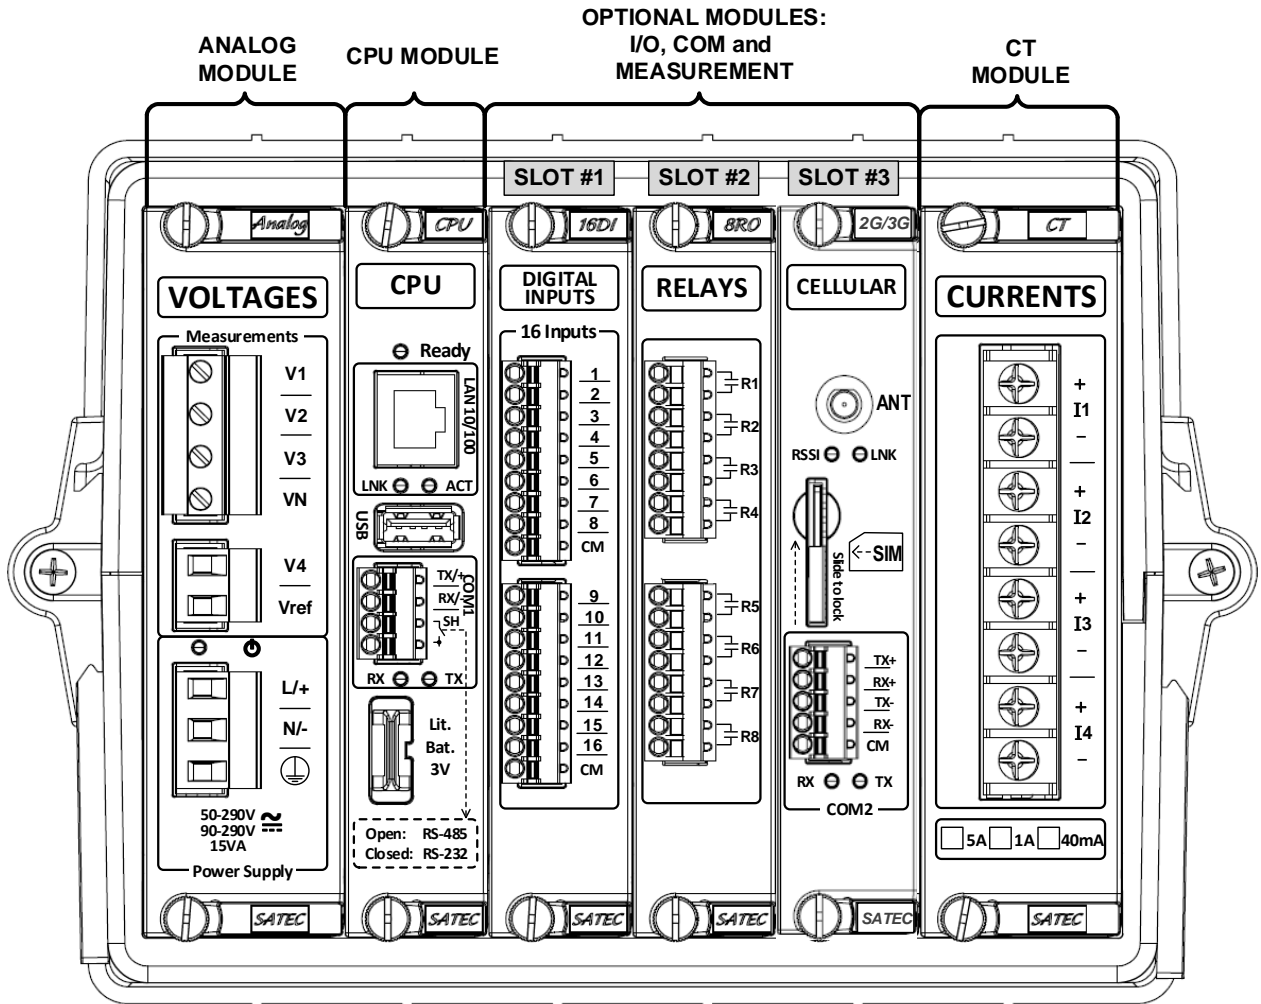 OPTIONAL MODULES:
I/O, COM and
MEASUREMENT
ANALOG
MODULE
CPU MODULE
CT
MODULE
SLOT #1
SLOT #2
SLOT #3
Analog
CPU
16DI
8RO
2G/3G
CT
VOLTAGES
Measurements
V1
V2
V3
VN
V4
Vref
L/+
N/-
50-290V
90-290V
15VA
Power Supply
SATEC
CPU
Ready
LAN 10/100
LNK
ACT
USB
COM1
TX/+
RX/-
SH
RX
TX
Lit.
Bat.
3V
Open: RS-485
Closed: RS-232
SATEC
DIGITAL
INPUTS
16 Inputs
1
2
3
4
5
6
7
8
CM
9
10
11
12
13
14
15
16
CM
SATEC
RELAYS
R1
R2
R3
R4
R5
R6
R7
R8
SATEC
CELLULAR
ANT
RSSI
LNK
SIM
Slide to lock
TX+
RX+
TX-
RX-
CM
RX
TX
COM2
SATEC
CURRENTS
+
I1
-
+
I2
-
+
I3
-
+
I4
-
5A
1A
40mA
SATEC